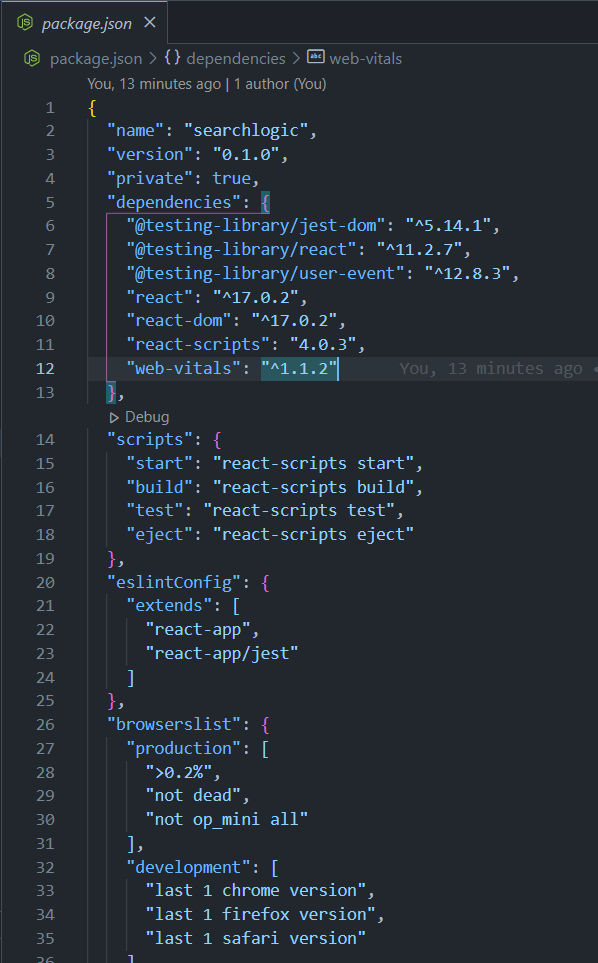 package.json
package.json > {} dependencies > abc web-vitals
You, 13 minutes ago | 1 author (You)
1 {
2 "name": "searchlogic",
3 "version": "0.1.0",
4 "private": true,
5 "dependencies": {
6 "@testing-library/jest-dom": "^5.14.1",
7 "@testing-library/react": "^11.2.7",
8 "@testing-library/user-event": "^12.8.3",
9 "react": "^17.0.2",
10 "react-dom": "^17.0.2",
11 "react-scripts": "4.0.3",
12 "web-vitals": "^1.1.2" You, 13 minutes ago •
13 },
Debug
14 "scripts": {
15 "start": "react-scripts start",
16 "build": "react-scripts build",
17 "test": "react-scripts test",
18 "eject": "react-scripts eject"
19 },
20 "eslintConfig": {
21 "extends": [
22 "react-app",
23 "react-app/jest"
24 ]
25 },
26 "browserslist": {
27 "production": [
28 ">0.2%",
29 "not dead",
30 "not op_mini all"
31 ],
32 "development": [
33 "last 1 chrome version",
34 "last 1 firefox version",
35 "last 1 safari version"
36 ]